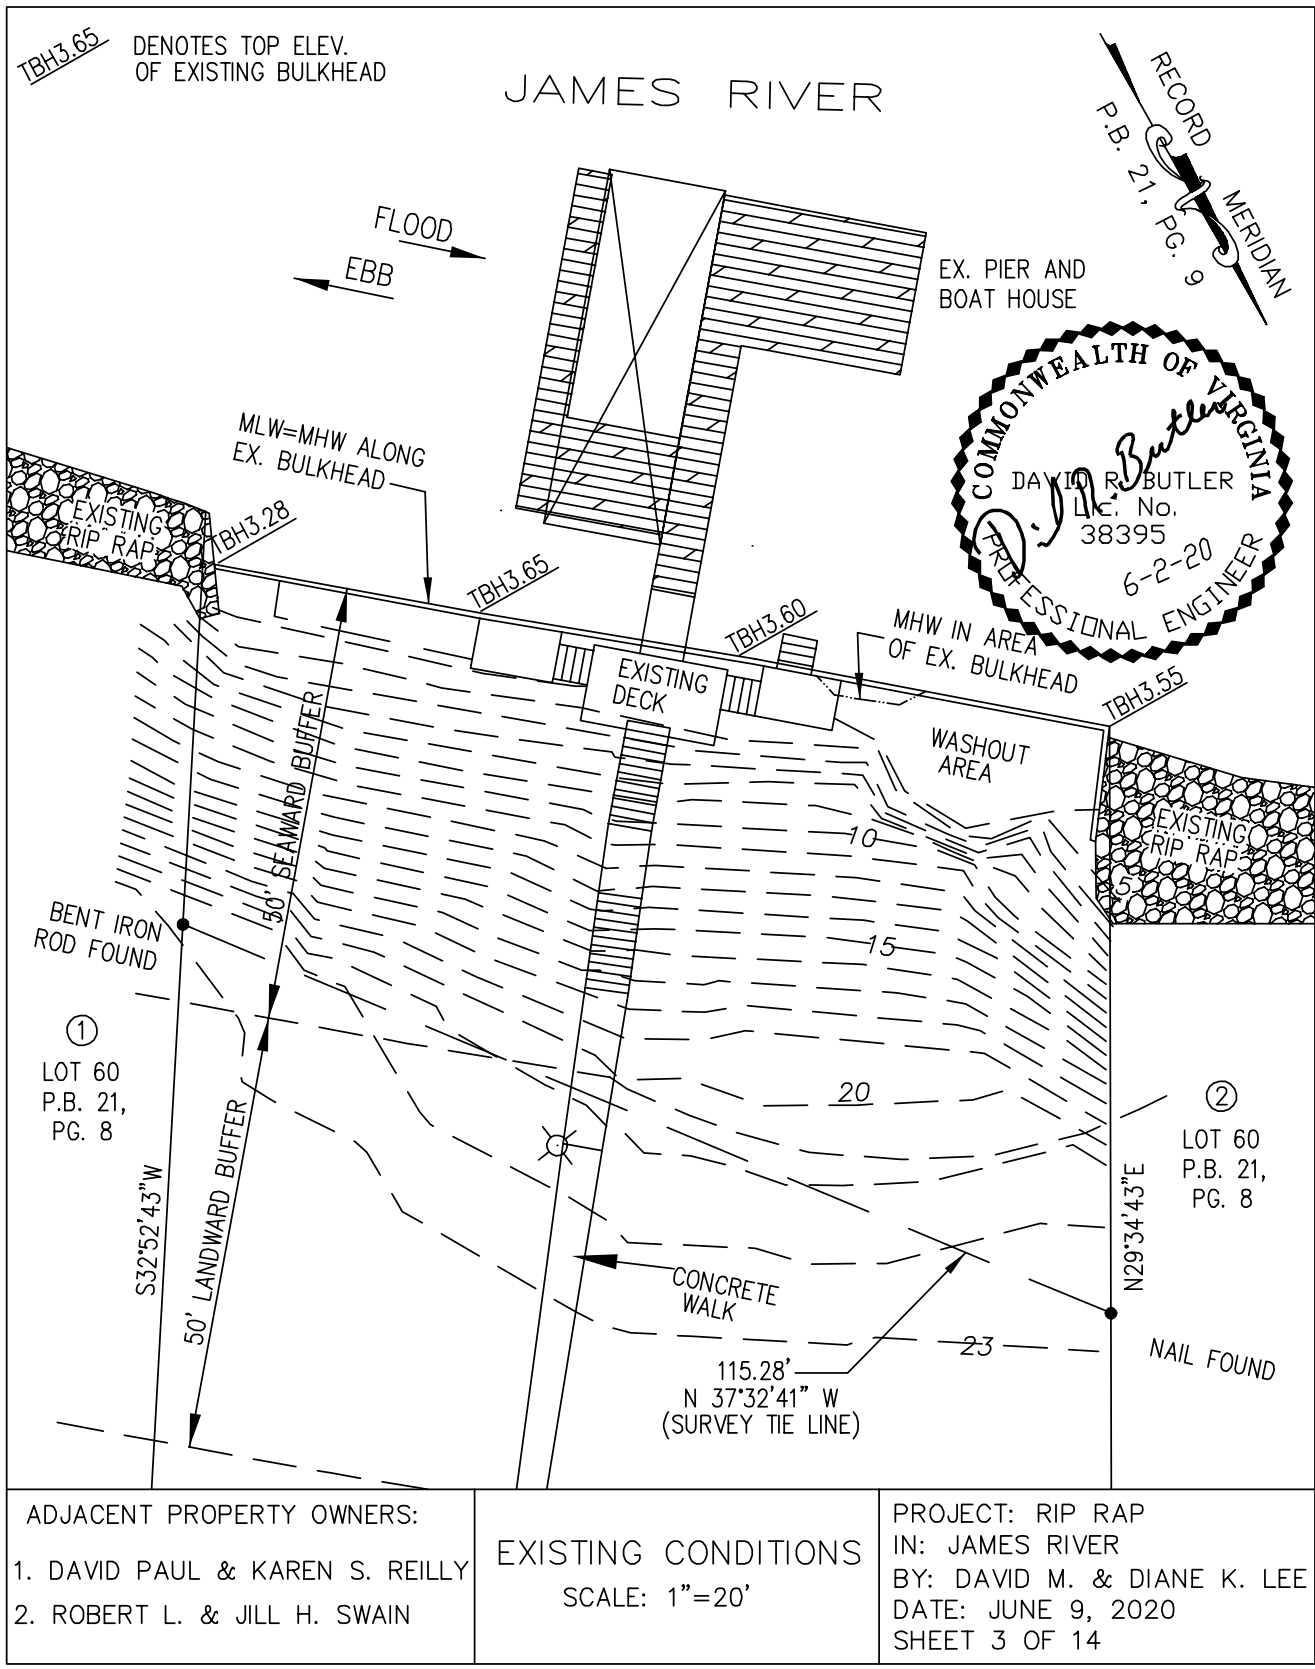 TBH3.65
DENOTES TOP ELEV.
OF EXISTING BULKHEAD
JAMES RIVER
RECORD MERIDIAN
P.B. 21, PG. 9
FLOOD
EBB
EX. PIER AND
BOAT HOUSE
COMMONWEALTH OF VIRGINIA
DAVID R. BUTLER
Lic. No.
38395
6-2-20
PROFESSIONAL ENGINEER
MLW=MHW ALONG
EX. BULKHEAD
EXISTING
RIP RAP
TBH3.28
TBH3.65
TBH3.60
MHW IN AREA
OF EX. BULKHEAD
TBH3.55
EXISTING
DECK
WASHOUT
AREA
EXISTING
RIP RAP
5
10
15
20
23
50' SEAWARD BUFFER
BENT IRON
ROD FOUND
1
LOT 60
P.B. 21,
PG. 8
2
LOT 60
P.B. 21,
PG. 8
S32°52'43"W
50' LANDWARD BUFFER
N29°34'43"E
CONCRETE
WALK
NAIL FOUND
115.28'
N 37°32'41" W
(SURVEY TIE LINE)
ADJACENT PROPERTY OWNERS:
1. DAVID PAUL & KAREN S. REILLY
2. ROBERT L. & JILL H. SWAIN
EXISTING CONDITIONS
SCALE: 1"=20'
PROJECT: RIP RAP
IN: JAMES RIVER
BY: DAVID M. & DIANE K. LEE
DATE: JUNE 9, 2020
SHEET 3 OF 14